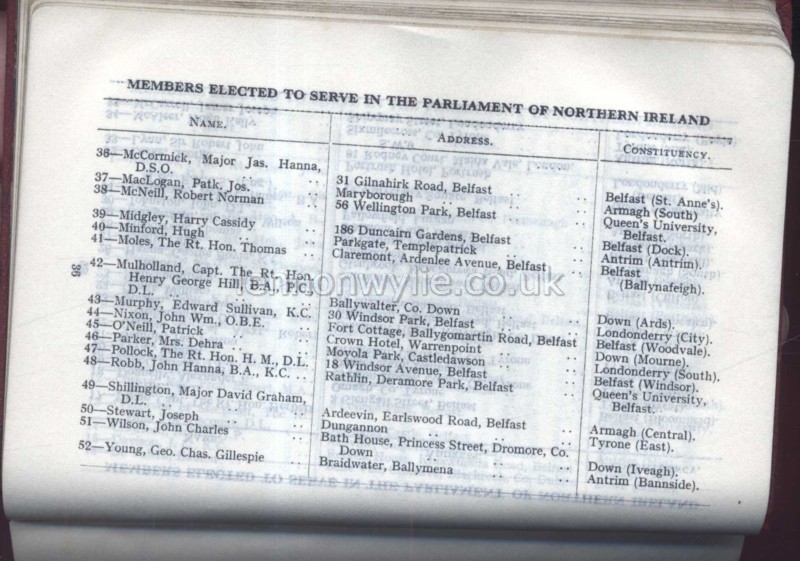 MEMBERS ELECTED TO SERVE IN THE PARLIAMENT OF NORTHERN IRELAND
NAME. ADDRESS. CONSTITUENCY.
36—McCormick, Major Jas. Hanna,
D.S.O. .. .. .. 31 Gilnahirk Road, Belfast .. .. Belfast (St. Anne's).
37—MacLogan, Patk, Jos. .. .. Maryborough .. .. .. Armagh (South)
38—McNeill, Robert Norman .. 56 Wellington Park, Belfast .. .. Queen's University,
Belfast.
39—Midgley, Harry Cassidy .. 186 Duncairn Gardens, Belfast .. Belfast (Dock).
40—Minford, Hugh .. .. Parkgate, Templepatrick .. .. Antrim (Antrim).
41—Moles, The Rt. Hon. Thomas Claremont, Ardenlee Avenue, Belfast .. Belfast
(Ballynafeigh).
42—Mulholland, Capt. The Rt. Hon.
Henry George Hill, B.A., P.C.,
D.L. .. .. .. Ballywalter, Co. Down .. .. Down (Ards).
43—Murphy, Edward Sullivan, K.C. 30 Windsor Park, Belfast .. .. Londonderry (City).
44—Nixon, John Wm., O.B.E. .. Fort Cottage, Ballygomartin Road, Belfast Belfast (Woodvale).
45—O'Neill, Patrick .. .. Crown Hotel, Warrenpoint .. .. Down (Mourne).
46—Parker, Mrs. Dehra .. .. Moyola Park, Castledawson .. .. Londonderry (South).
47—Pollock, The Rt. Hon. H. M., D.L. 18 Windsor Avenue, Belfast .. .. Belfast (Windsor).
48—Robb, John Hanna, B.A., K.C. .. Rathlin, Deramore Park, Belfast .. Queen's University,
Belfast.
49—Shillington, Major David Graham,
D.L. .. .. .. Ardeevin, Earlswood Road, Belfast .. Armagh (Central).
50—Stewart, Joseph .. .. Dungannon .. .. .. Tyrone (East).
51—Wilson, John Charles .. .. Bath House, Princess Street, Dromore, Co.
Down .. .. .. Down (Iveagh).
52—Young, Geo. Chas. Gillespie .. Braidwater, Ballymena .. .. Antrim (Bannside).
36
lennonwylie.co.uk